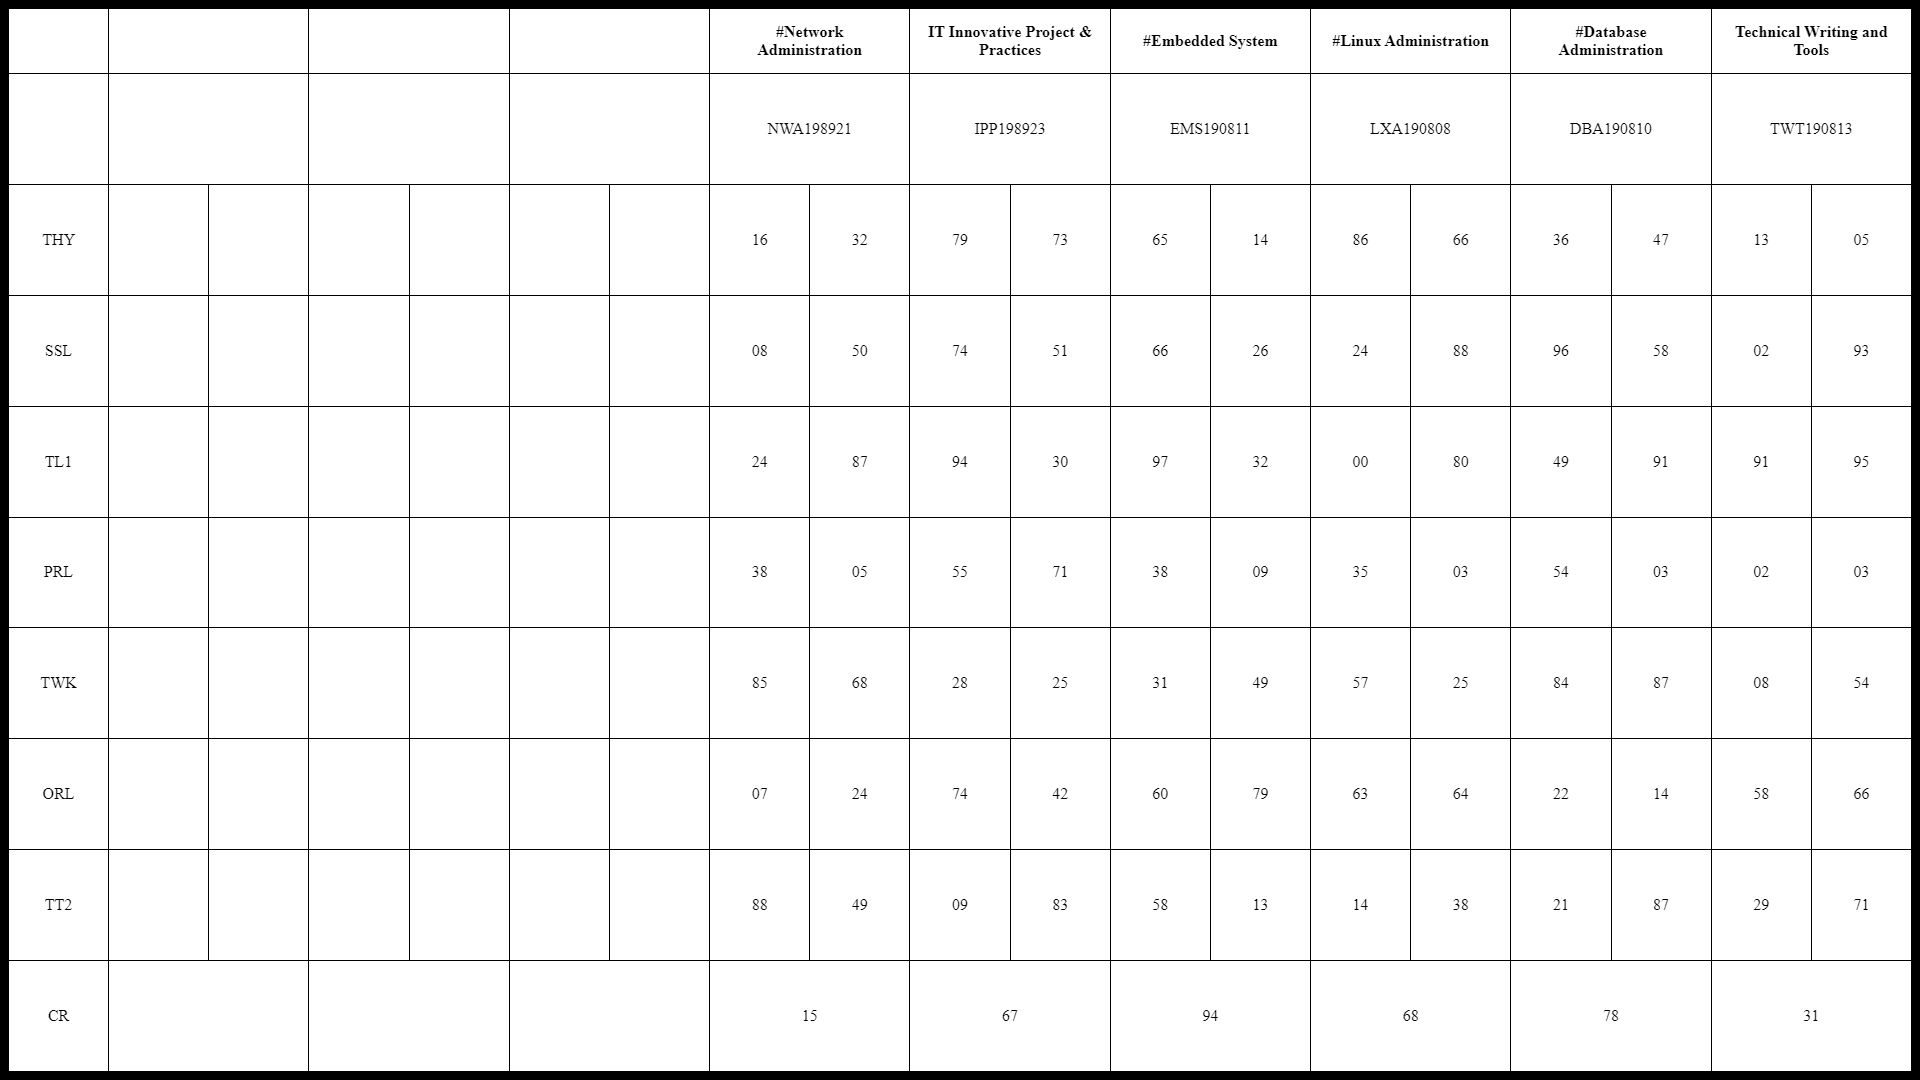 #Network Administration IT Innovative Project & Practices #Embedded System #Linux Administration #Database Administration Technical Writing and Tools
NWA198921 IPP198923 EMS190811 LXA190808 DBA190810 TWT190813
THY 16 32 79 73 65 14 86 66 36 47 13 05
SSL 08 50 74 51 66 26 24 88 96 58 02 93
TL1 24 87 94 30 97 32 00 80 49 91 91 95
PRL 38 05 55 71 38 09 35 03 54 03 02 03
TWK 85 68 28 25 31 49 57 25 84 87 08 54
ORL 07 24 74 42 60 79 63 64 22 14 58 66
TT2 88 49 09 83 58 13 14 38 21 87 29 71
CR 15 67 94 68 78 31